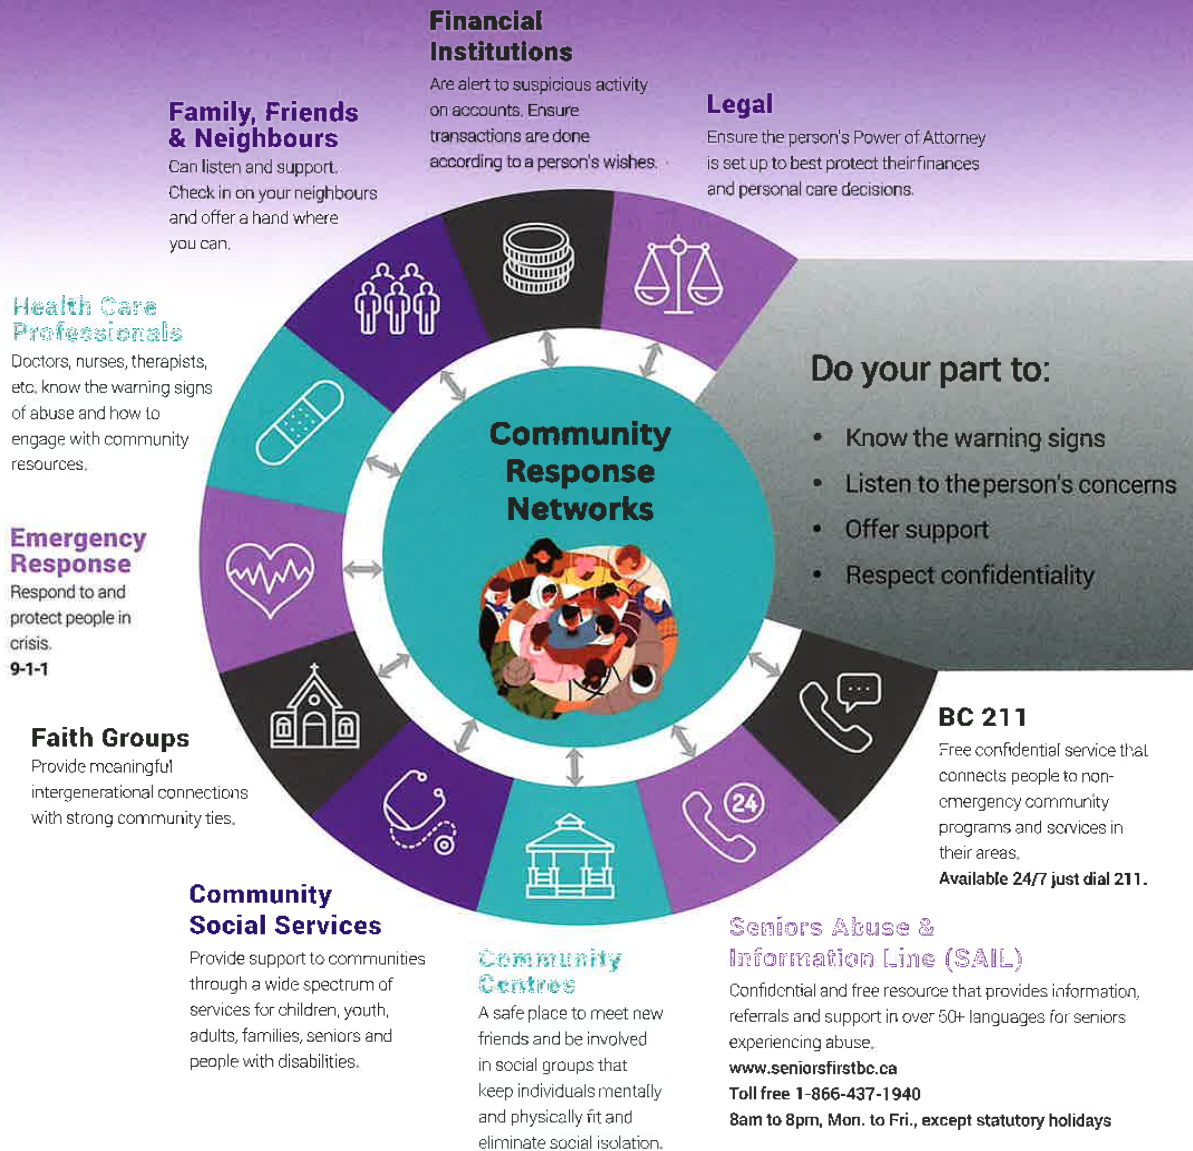 Financial
Institutions
Are alert to suspicious activity
on accounts. Ensure
transactions are done
according to a person's wishes.
Legal
Ensure the person's Power of Attorney
is set up to best protect their finances
and personal care decisions.
Family, Friends
& Neighbours
Can listen and support.
Check in on your neighbours
and offer a hand where
you can.
Health Care
Professionals
Doctors, nurses, therapists,
etc. know the warning signs
of abuse and how to
engage with community
resources.
Emergency
Response
Respond to and
protect people in
crisis.
9-1-1
Faith Groups
Provide meaningful
intergenerational connections
with strong community ties.
Community
Social Services
Provide support to communities
through a wide spectrum of
services for children, youth,
adults, families, seniors and
people with disabilities.
Community
Centres
A safe place to meet new
friends and be involved
in social groups that
keep individuals mentally
and physically fit and
eliminate social isolation.
24
Seniors Abuse &
Information Line (SAIL)
Confidential and free resource that provides information,
referrals and support in over 50+ languages for seniors
experiencing abuse.
www.seniorsfirstbc.ca
Toll free 1-866-437-1940
8am to 8pm, Mon. to Fri., except statutory holidays
BC 211
Free confidential service that
connects people to non-
emergency community
programs and services in
their areas.
Available 24/7 just dial 211.
Community
Response
Networks
Do your part to:
• Know the warning signs
• Listen to the person's concerns
• Offer support
• Respect confidentiality